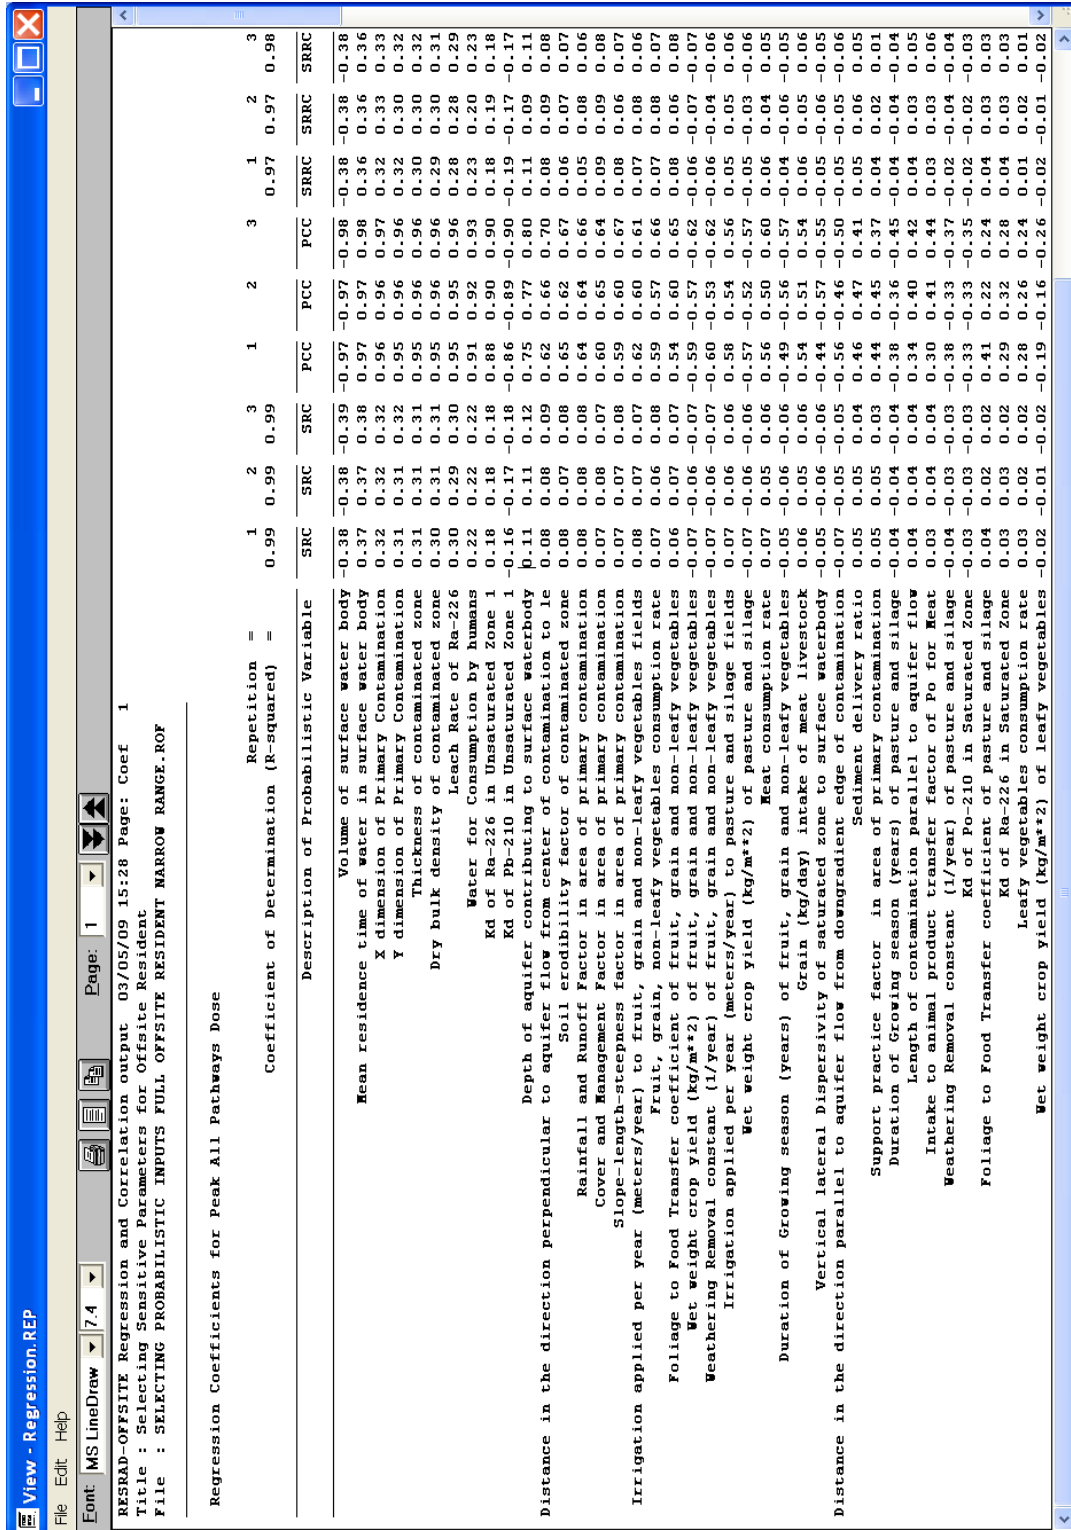 View - Regression.REP
File Edit Help
Font: MS LineDraw 7.4 Page: 1
RESRAD-OFFSITE Regression and Correlation output 03/05/09 15:28 Page: Coef 1
Title : Selecting Sensitive Parameters for Offsite Resident
File : SELECTING PROBABILISTIC INPUTS FULL OFFSITE RESIDENT NARROW RANGE.ROF
Regression Coefficients for Peak All Pathways Dose
Repetition = 1 2 3 1 2 3 1 2 3
Coefficient of Determination (R-squared) = 0.99 0.99 0.99 0.97 0.97 0.98
Description of Probabilistic Variable SRC SRC SRC PCC PCC PCC SRRC SRRC SRRC
Volume of surface water body -0.38 -0.38 -0.39 -0.97 -0.97 -0.98 -0.38 -0.38 -0.38
Mean residence time of water in surface water body 0.37 0.37 0.38 0.97 0.97 0.98 0.36 0.36 0.36
X dimension of Primary Contamination 0.32 0.32 0.32 0.96 0.96 0.97 0.32 0.33 0.33
Y dimension of Primary Contamination 0.31 0.31 0.32 0.95 0.96 0.96 0.32 0.30 0.32
Thickness of contaminated zone 0.31 0.31 0.31 0.95 0.96 0.96 0.30 0.30 0.32
Dry bulk density of contaminated zone 0.30 0.31 0.31 0.95 0.96 0.96 0.29 0.30 0.31
Leach Rate of Ra-226 0.30 0.29 0.30 0.95 0.95 0.96 0.28 0.28 0.29
Water for Consumption by humans 0.22 0.22 0.22 0.91 0.92 0.93 0.23 0.20 0.23
Kd of Ra-226 in Unsaturated Zone 1 0.18 0.18 0.18 0.88 0.90 0.90 0.18 0.19 0.18
Kd of Pb-210 in Unsaturated Zone 1 -0.16 -0.17 -0.18 -0.86 -0.89 -0.90 -0.19 -0.17 -0.17
Depth of aquifer contributing to surface waterbody 0.11 0.11 0.12 0.75 0.77 0.80 0.11 0.09 0.11
Distance in the direction perpendicular to aquifer flow from center of contamination to le 0.08 0.08 0.09 0.62 0.66 0.70 0.08 0.09 0.08
Soil erodibility factor of contaminated zone 0.08 0.07 0.08 0.65 0.62 0.67 0.06 0.07 0.07
Rainfall and Runoff Factor in area of primary contamination 0.08 0.08 0.08 0.64 0.64 0.66 0.05 0.08 0.06
Cover and Management Factor in area of primary contamination 0.07 0.08 0.07 0.60 0.65 0.64 0.09 0.09 0.08
Slope-length-steepness factor in area of primary contamination 0.07 0.07 0.08 0.59 0.60 0.67 0.08 0.06 0.07
Irrigation applied per year (meters/year) to fruit, grain and non-leafy vegetables fields 0.08 0.07 0.07 0.62 0.60 0.61 0.07 0.08 0.06
Fruit, grain, non-leafy vegetables consumption rate 0.07 0.06 0.08 0.59 0.57 0.66 0.07 0.08 0.07
Foliage to Food Transfer coefficient of fruit, grain and non-leafy vegetables 0.06 0.07 0.07 0.54 0.60 0.65 0.08 0.06 0.08
Wet weight crop yield (kg/m**2) of fruit, grain and non-leafy vegetables -0.07 -0.06 -0.07 -0.59 -0.57 -0.62 -0.06 -0.07 -0.07
Weathering Removal constant (1/year) of fruit, grain and non-leafy vegetables -0.07 -0.06 -0.07 -0.60 -0.53 -0.62 -0.06 -0.04 -0.06
Irrigation applied per year (meters/year) to pasture and silage fields 0.07 0.06 0.06 0.58 0.54 0.56 0.05 0.05 0.06
Wet weight crop yield (kg/m**2) of pasture and silage -0.07 -0.06 -0.06 -0.57 -0.52 -0.57 -0.05 -0.03 -0.06
Meat consumption rate 0.07 0.05 0.06 0.56 0.50 0.60 0.06 0.04 0.05
Duration of Growing season (years) of fruit, grain and non-leafy vegetables -0.05 -0.06 -0.06 -0.49 -0.56 -0.57 -0.04 -0.06 -0.05
Grain (kg/day) intake of meat livestock 0.06 0.05 0.06 0.54 0.51 0.54 0.06 0.05 0.06
Vertical lateral Dispersivity of saturated zone to surface waterbody -0.05 -0.06 -0.06 -0.44 -0.57 -0.55 -0.05 -0.06 -0.05
Distance in the direction parallel to aquifer flow from downgradient edge of contamination -0.07 -0.05 -0.05 -0.56 -0.46 -0.50 -0.05 -0.05 -0.06
Sediment delivery ratio 0.05 0.05 0.04 0.46 0.47 0.41 0.05 0.06 0.05
Support practice factor in area of primary contamination 0.05 0.05 0.03 0.44 0.45 0.37 0.04 0.02 0.01
Duration of Growing season (years) of pasture and silage -0.04 -0.04 -0.04 -0.38 -0.36 -0.45 -0.04 -0.04 -0.04
Length of contamination parallel to aquifer flow 0.04 0.04 0.04 0.34 0.40 0.42 0.04 0.03 0.05
Intake to animal product transfer factor of Po for Meat 0.03 0.04 0.04 0.30 0.41 0.44 0.03 0.03 0.06
Weathering Removal constant (1/year) of pasture and silage -0.04 -0.03 -0.03 -0.38 -0.33 -0.37 -0.02 -0.04 -0.04
Kd of Po-210 in Saturated Zone -0.03 -0.03 -0.03 -0.33 -0.33 -0.35 -0.02 -0.02 -0.03
Foliage to Food Transfer coefficient of pasture and silage 0.04 0.02 0.02 0.41 0.22 0.24 0.04 0.03 0.03
Kd of Ra-226 in Saturated Zone 0.03 0.03 0.02 0.29 0.32 0.28 0.04 0.03 0.03
Leafy vegetables consumption rate 0.03 0.02 0.02 0.28 0.26 0.24 0.01 0.02 0.01
Wet weight crop yield (kg/m**2) of leafy vegetables -0.02 -0.01 -0.02 -0.19 -0.16 -0.26 -0.02 -0.01 -0.02